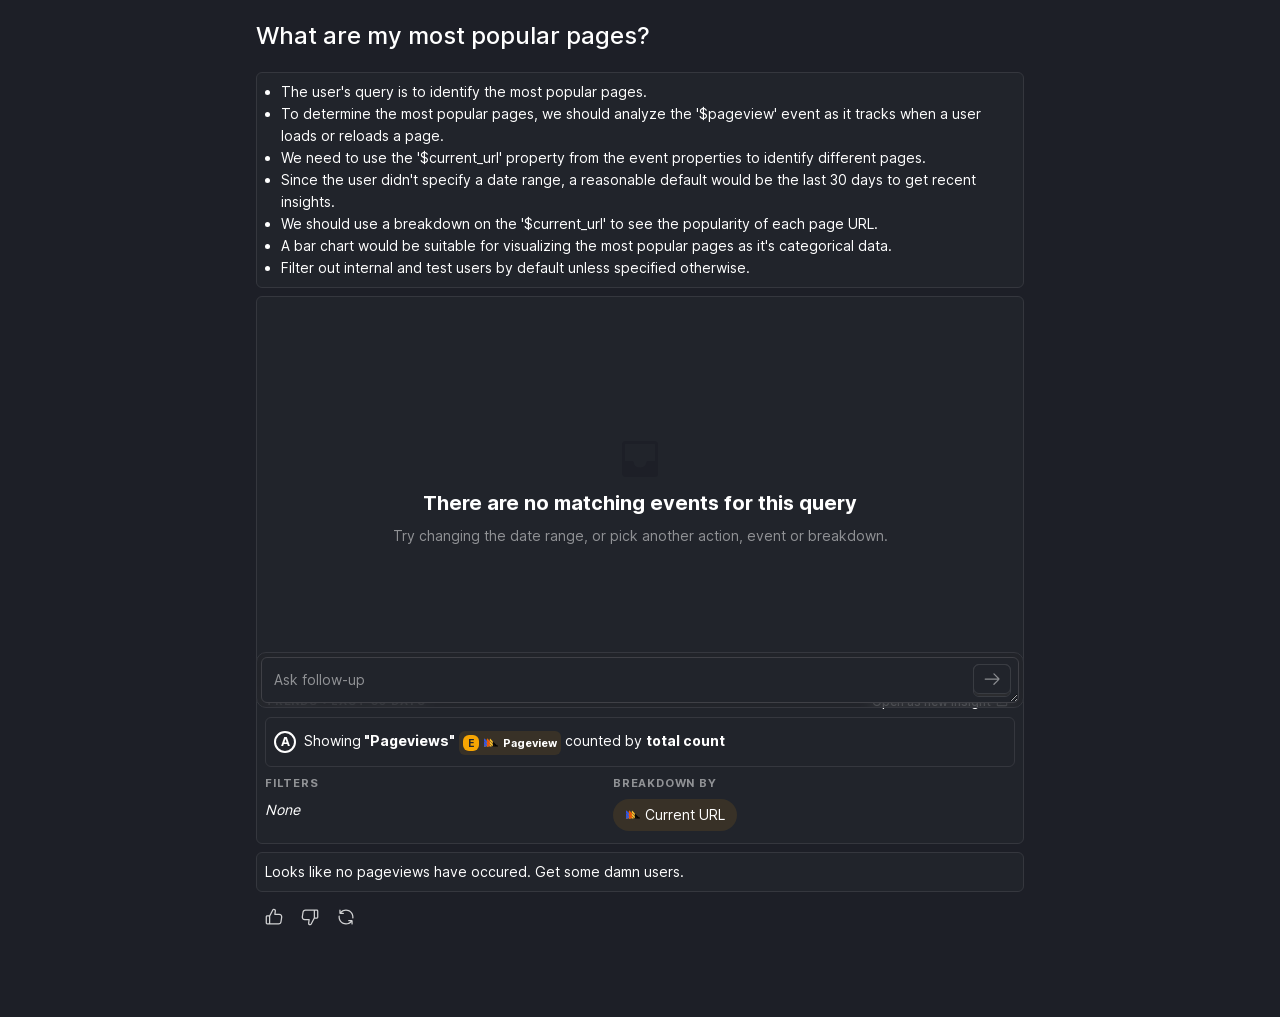 What are my most popular pages?
The user's query is to identify the most popular pages.
To determine the most popular pages, we should analyze the '$pageview' event as it tracks when a user
loads or reloads a page.
We need to use the '$current_url' property from the event properties to identify different pages.
Since the user didn't specify a date range, a reasonable default would be the last 30 days to get recent
insights.
We should use a breakdown on the '$current_url' to see the popularity of each page URL.
A bar chart would be suitable for visualizing the most popular pages as it's categorical data.
Filter out internal and test users by default unless specified otherwise.
There are no matching events for this query
Try changing the date range, or pick another action, event or breakdown.
Ask follow-up
Open as new insight
A Showing "Pageviews" E Pageview counted by total count
FILTERS BREAKDOWN BY
None Current URL
Looks like no pageviews have occured. Get some damn users.